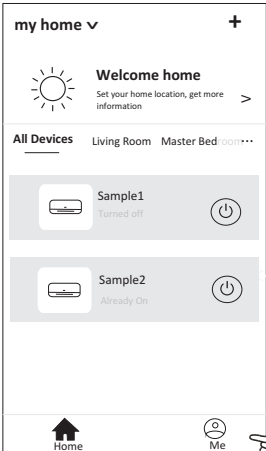 my home
Welcome home
Set your home location, get more
information
All Devices Living Room Master Bedroom
Sample1
Turned off
Sample2
Already On
Home
Me